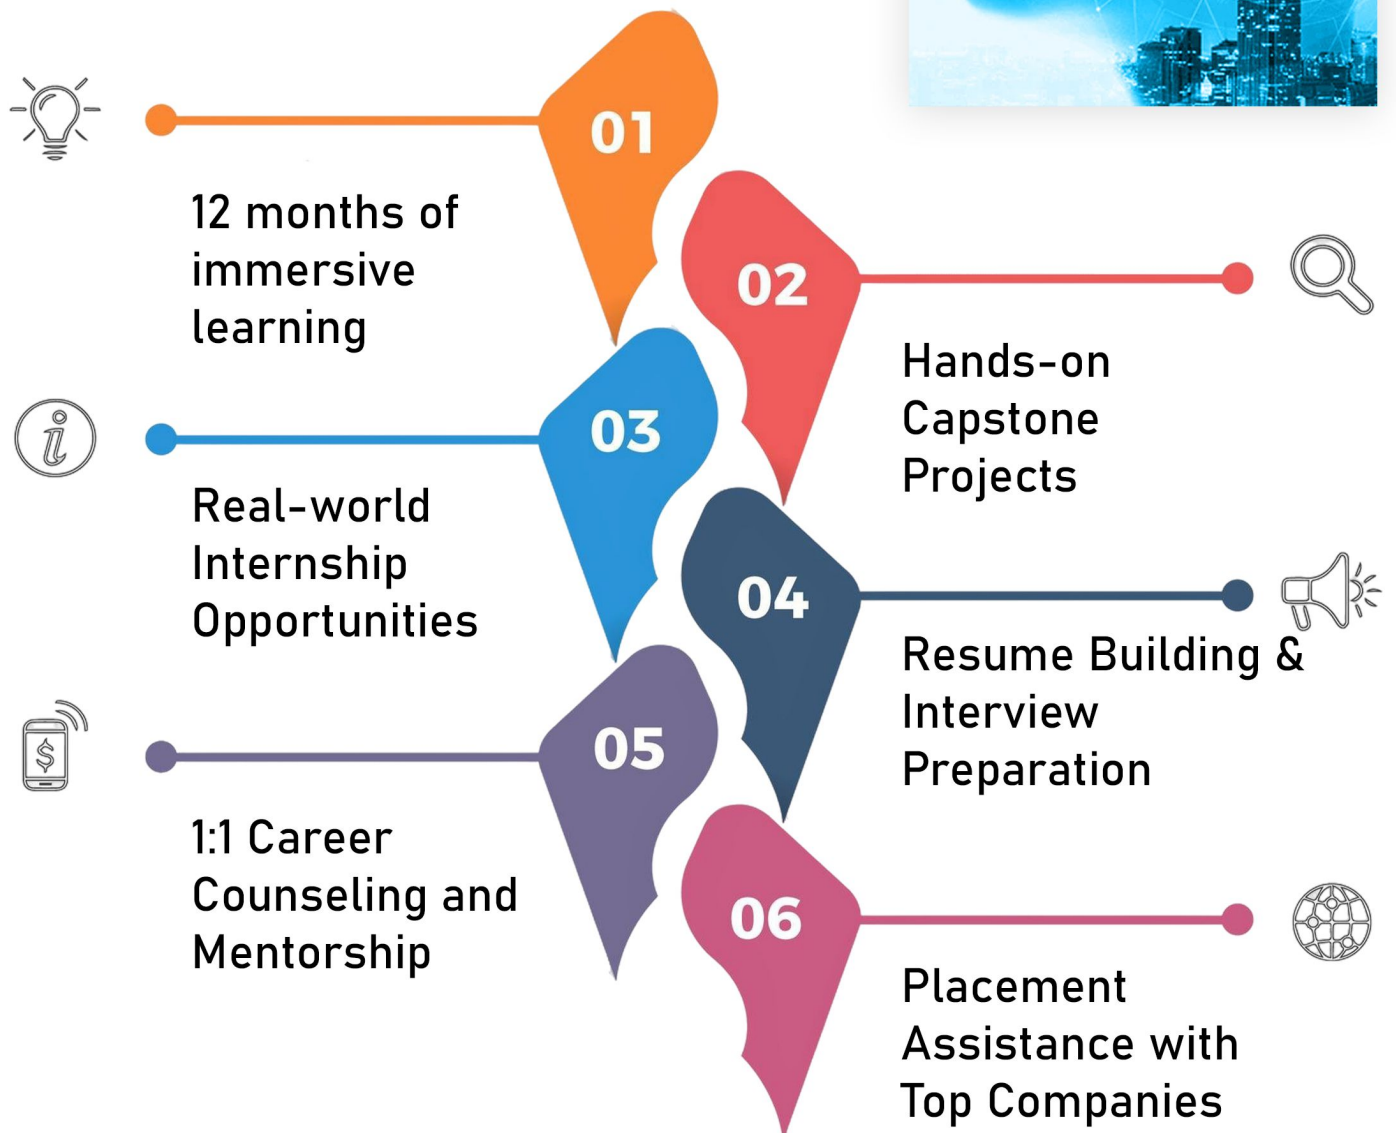 01
12 months of
immersive
learning
02
Hands-on
Capstone
Projects
03
Real-world
Internship
Opportunities
04
Resume Building &
Interview
Preparation
05
1:1 Career
Counseling and
Mentorship
06
Placement
Assistance with
Top Companies